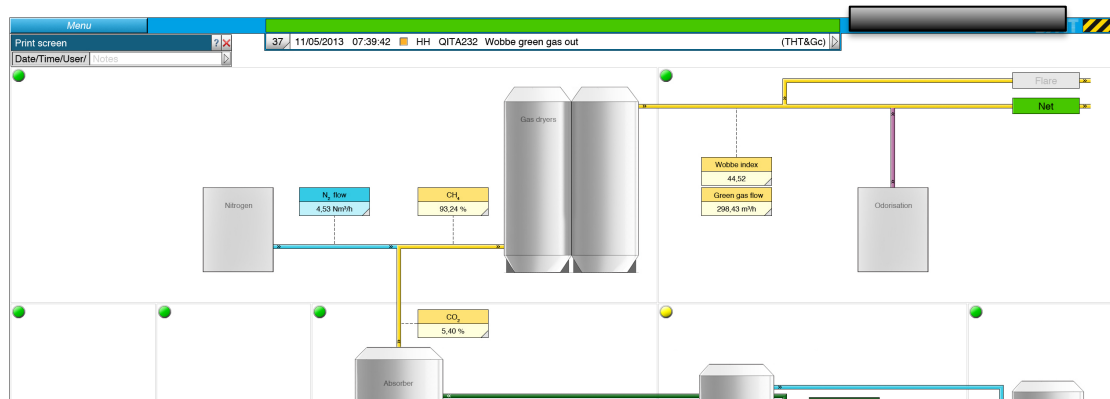 Menu
Print screen ? X
Date/Time/User/ Notes
37 11/05/2013 07:39:42 HH QITA232 Wobbe green gas out (THT&Gc)
Flare
Net
Gas dryers
Wobbe index
44,52
Green gas flow
298,43 m³/h
Nitrogen
N₂ flow
4,53 Nm³/h
CH₄
93,24 %
Odorisation
CO₂
5,40 %
Absorber